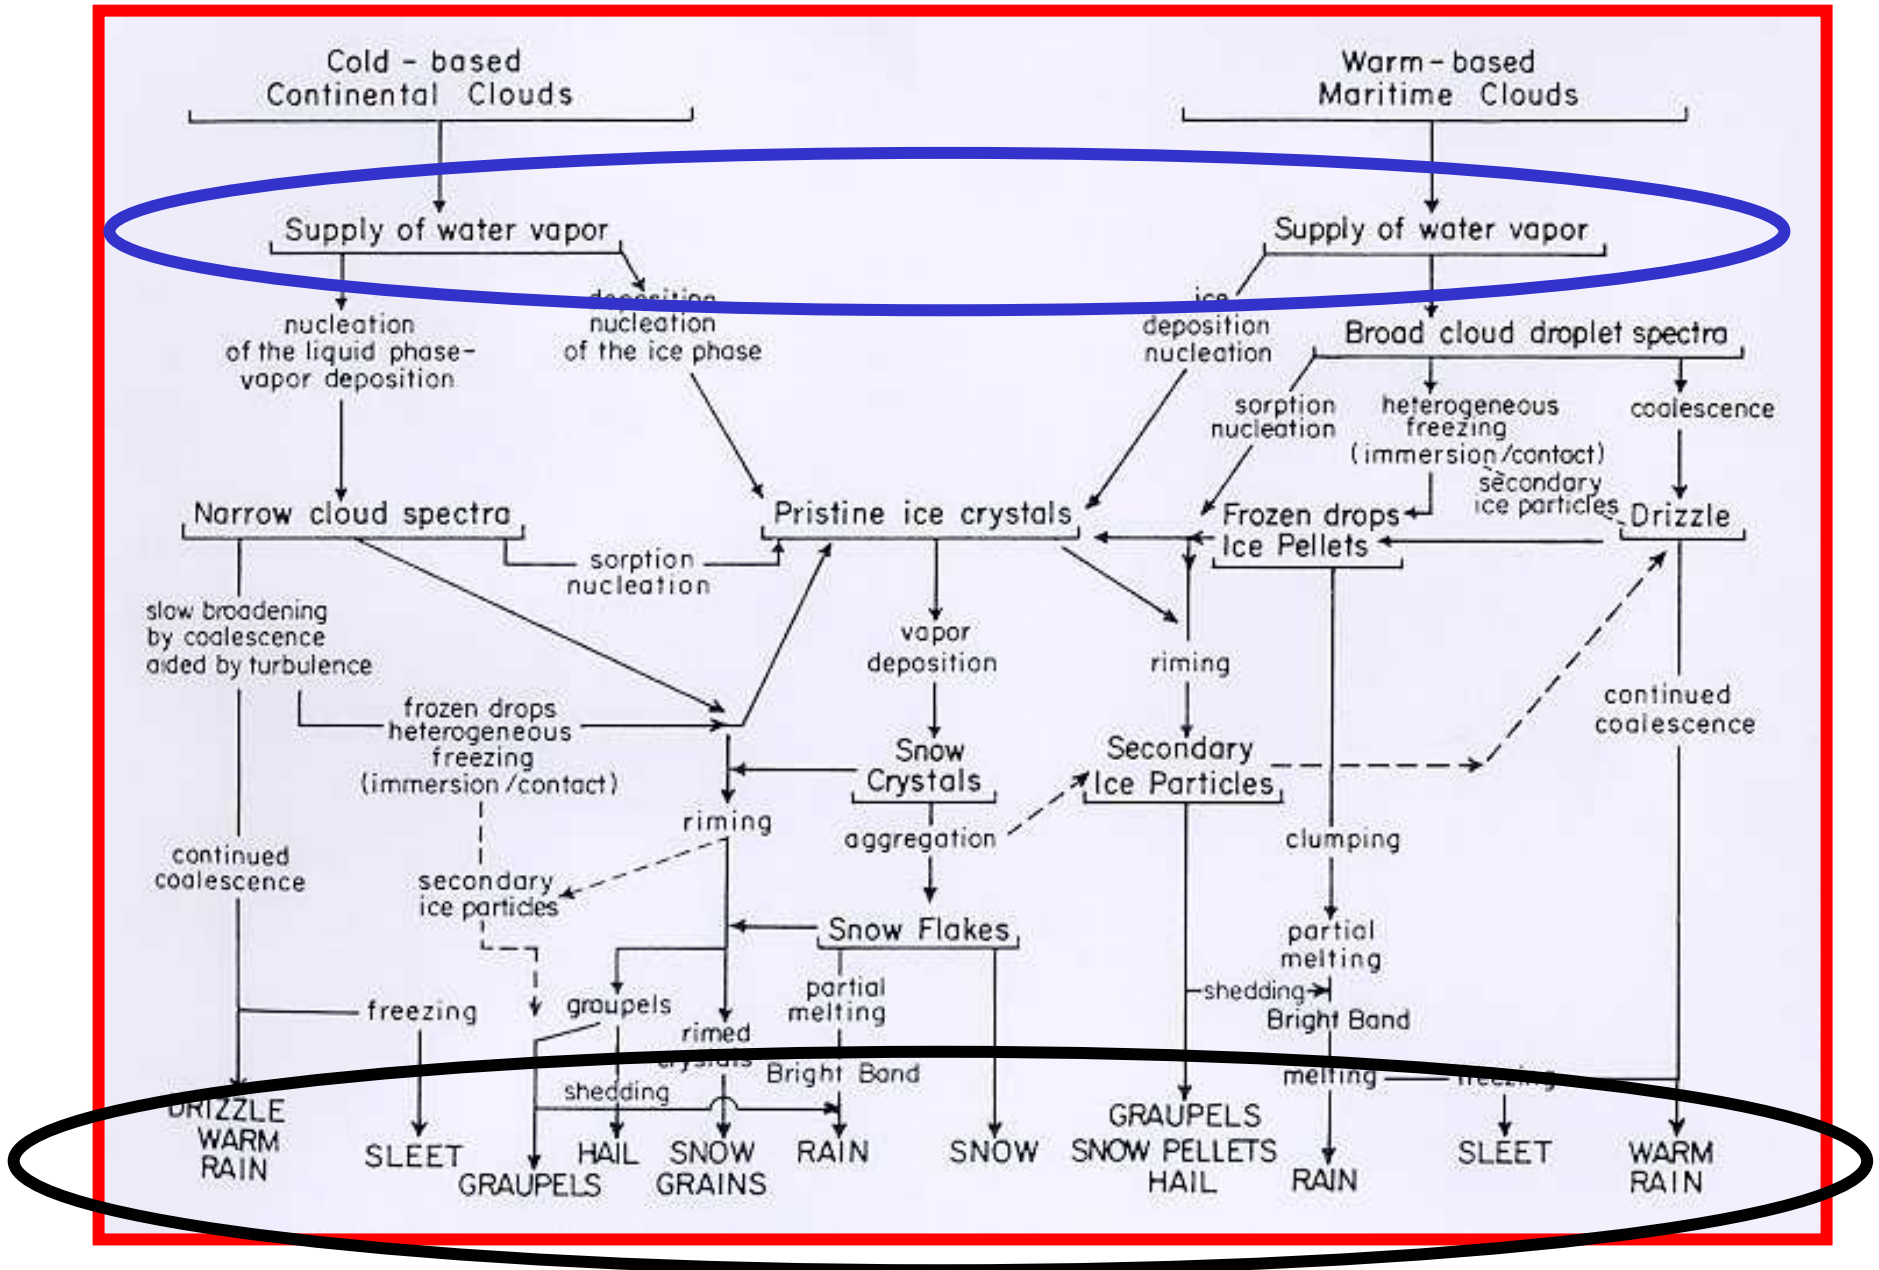 Cold - based
Continental Clouds
Warm - based
Maritime Clouds
Supply of water vapor
Supply of water vapor
nucleation
of the liquid phase-
vapor deposition
deposition
nucleation
of the ice phase
ice
deposition
nucleation
Broad cloud droplet spectra
sorption
nucleation
heterogeneous
freezing
(immersion/contact)
secondary
ice particles
coalescence
Narrow cloud spectra
Pristine ice crystals
Frozen drops
Ice Pellets
Drizzle
sorption
nucleation
slow broadening
by coalescence
aided by turbulence
vapor
deposition
riming
continued
coalescence
frozen drops
heterogeneous
freezing
(immersion/contact)
Snow
Crystals
Secondary
Ice Particles
riming
aggregation
clumping
continued
coalescence
secondary
ice particles
Snow Flakes
partial
melting
freezing
graupels
rimed
crystals
partial
melting
shedding
Bright Band
shedding
Bright Band
melting
freezing
DRIZZLE
WARM
RAIN
SLEET
GRAUPELS
HAIL
SNOW
GRAINS
RAIN
SNOW
GRAUPELS
SNOW PELLETS
HAIL
RAIN
SLEET
WARM
RAIN